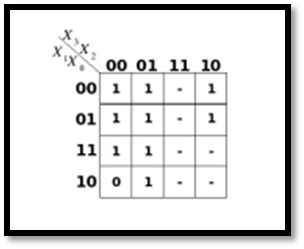 X₃X₂
X₁X₀
00 01 11 10
00 1 1 - 1
01 1 1 - 1
11 1 1 - -
10 0 1 - -